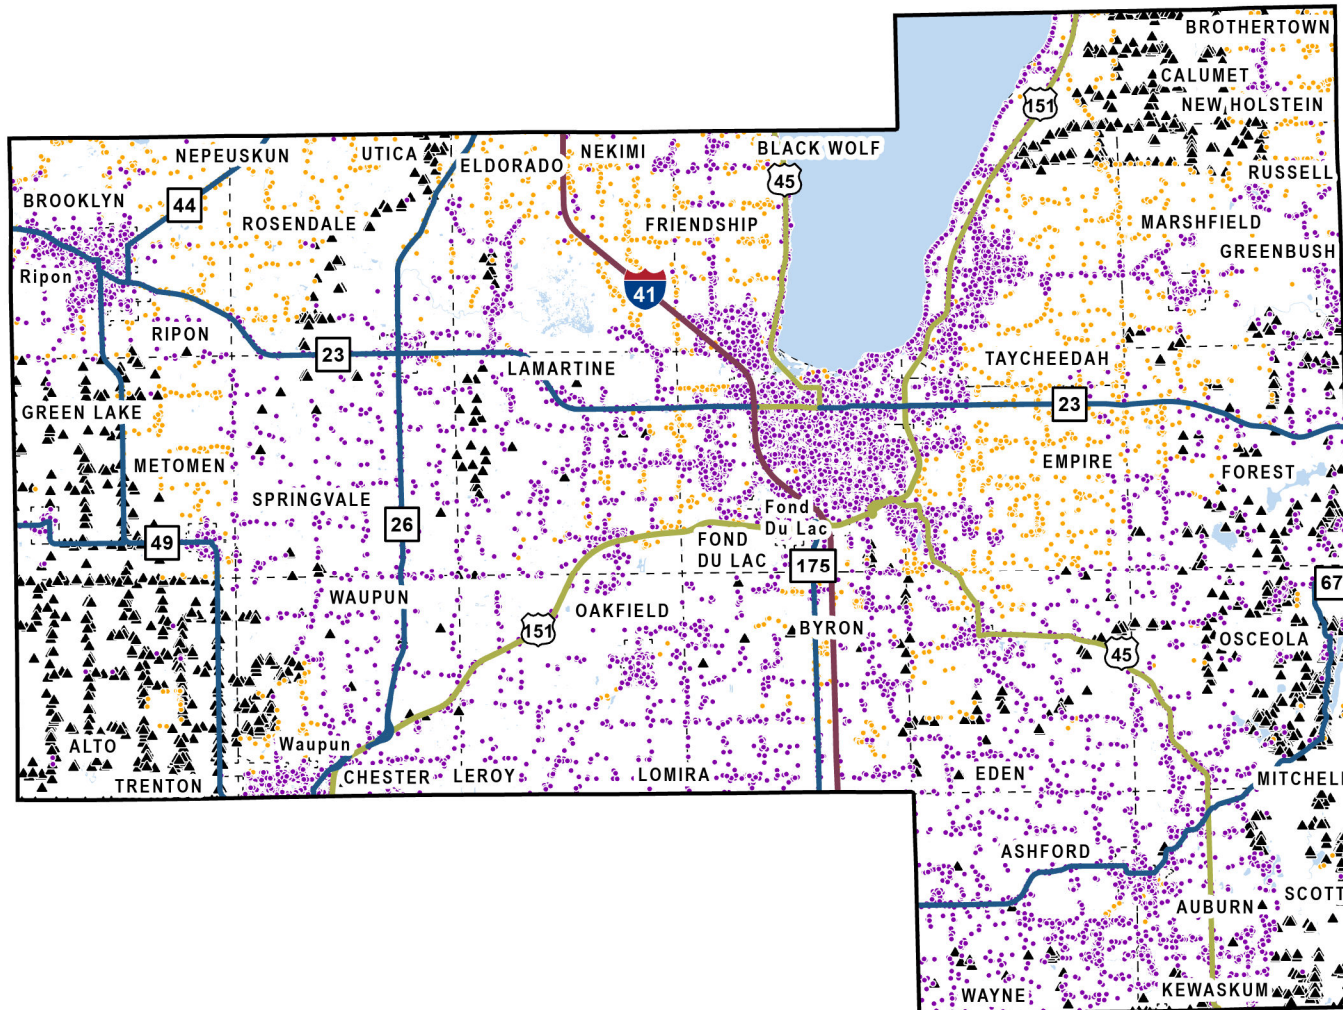 BROTHERTOWN
CALUMET
151
NEW HOLSTEIN
NEPEUSKUN
UTICA
ELDORADO
NEKIMI
BLACK WOLF
45
RUSSELL
BROOKLYN
44
ROSENDALE
FRIENDSHIP
MARSHFIELD
GREENBUSH
Ripon
41
RIPON
23
LAMARTINE
TAYCHEEDAH
23
GREEN LAKE
METOMEN
SPRINGVALE
EMPIRE
FOREST
26
49
Fond
Du Lac
FOND
DU LAC
175
67
WAUPUN
OAKFIELD
151
BYRON
45
OSCEOLA
ALTO
Waupun
TRENTON
CHESTER
LEROY
LOMIRA
EDEN
MITCHELL
ASHFORD
AUBURN
SCOTT
WAYNE
KEWASKUM